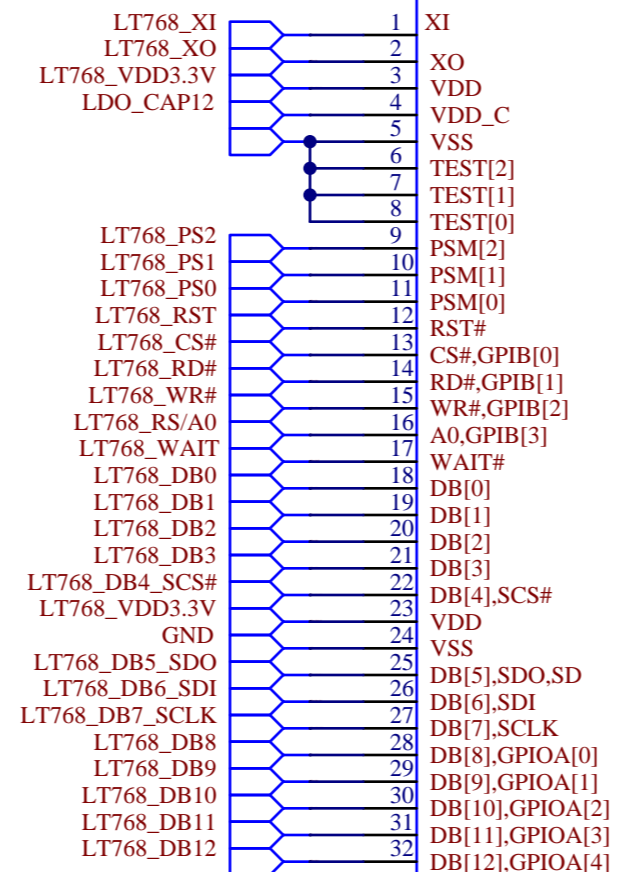 LT768_XI 1 XI
LT768_XO 2 XO
LT768_VDD3.3V 3 VDD
LDO_CAP12 4 VDD_C
5 VSS
6 TEST[2]
7 TEST[1]
8 TEST[0]
LT768_PS2 9 PSM[2]
LT768_PS1 10 PSM[1]
LT768_PS0 11 PSM[0]
LT768_RST 12 RST#
LT768_CS# 13 CS#,GPIB[0]
LT768_RD# 14 RD#,GPIB[1]
LT768_WR# 15 WR#,GPIB[2]
LT768_RS/A0 16 A0,GPIB[3]
LT768_WAIT 17 WAIT#
LT768_DB0 18 DB[0]
LT768_DB1 19 DB[1]
LT768_DB2 20 DB[2]
LT768_DB3 21 DB[3]
LT768_DB4_SCS# 22 DB[4],SCS#
LT768_VDD3.3V 23 VDD
GND 24 VSS
LT768_DB5_SDO 25 DB[5],SDO,SD
LT768_DB6_SDI 26 DB[6],SDI
LT768_DB7_SCLK 27 DB[7],SCLK
LT768_DB8 28 DB[8],GPIOA[0]
LT768_DB9 29 DB[9],GPIOA[1]
LT768_DB10 30 DB[10],GPIOA[2]
LT768_DB11 31 DB[11],GPIOA[3]
LT768_DB12 32 DB[12],GPIOA[4]